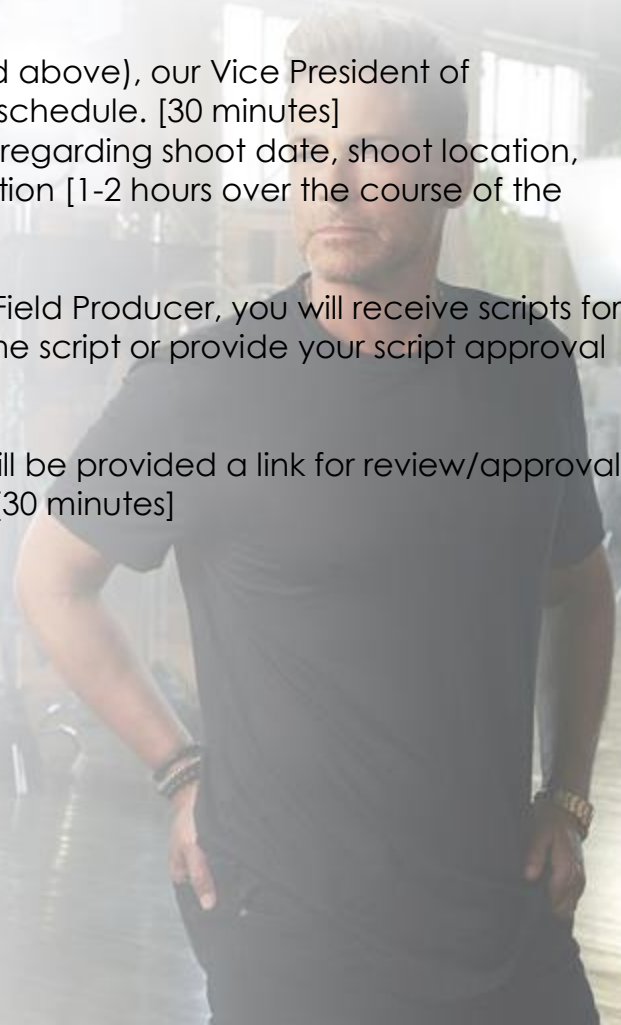 d above), our Vice President of
schedule. [30 minutes]
regarding shoot date, shoot location,
tion [1-2 hours over the course of the
Field Producer, you will receive scripts for
he script or provide your script approval
ill be provided a link for review/approval
[30 minutes]